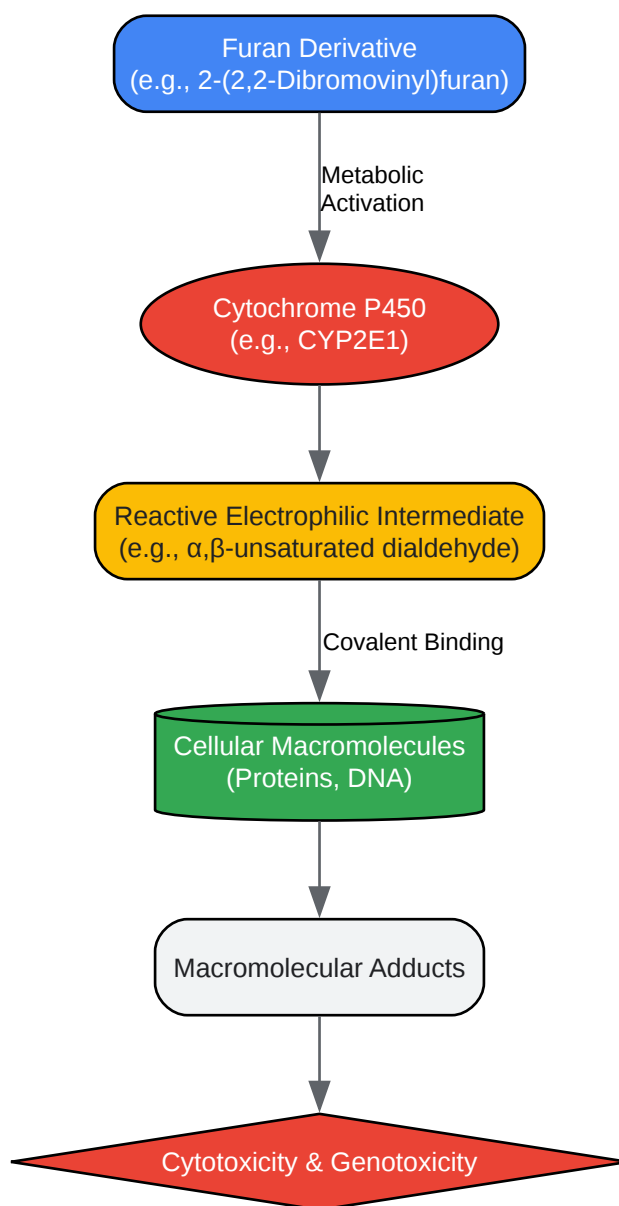 Furan Derivative
(e.g., 2-(2,2-Dibromovinyl)furan)
Metabolic
Activation
Cytochrome P450
(e.g., CYP2E1)
Reactive Electrophilic Intermediate
(e.g., α,β-unsaturated dialdehyde)
Covalent Binding
Cellular Macromolecules
(Proteins, DNA)
Macromolecular Adducts
Cytotoxicity & Genotoxicity